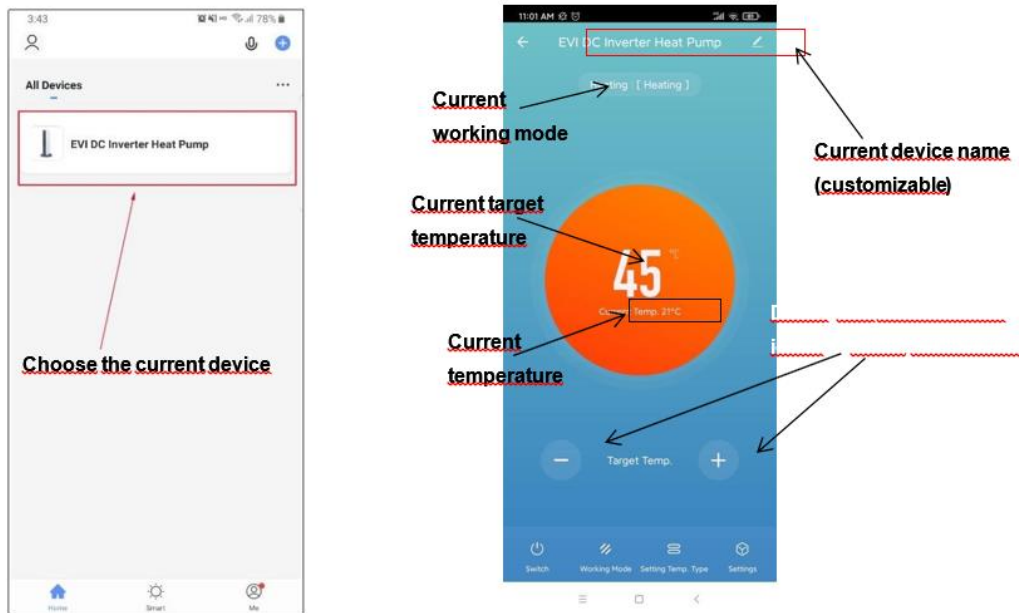 3:43
78%
All Devices
EVI DC Inverter Heat Pump
Choose the current device
Home
Smart
Me
11:01 AM
EVI DC Inverter Heat Pump
Heating [ Heating ]
Current
working mode
Current device name
(customizable)
Current target
temperature
45 °C
Current Temp. 21°C
Current
temperature
Target Temp.
Switch
Working Mode
Setting Temp. Type
Settings